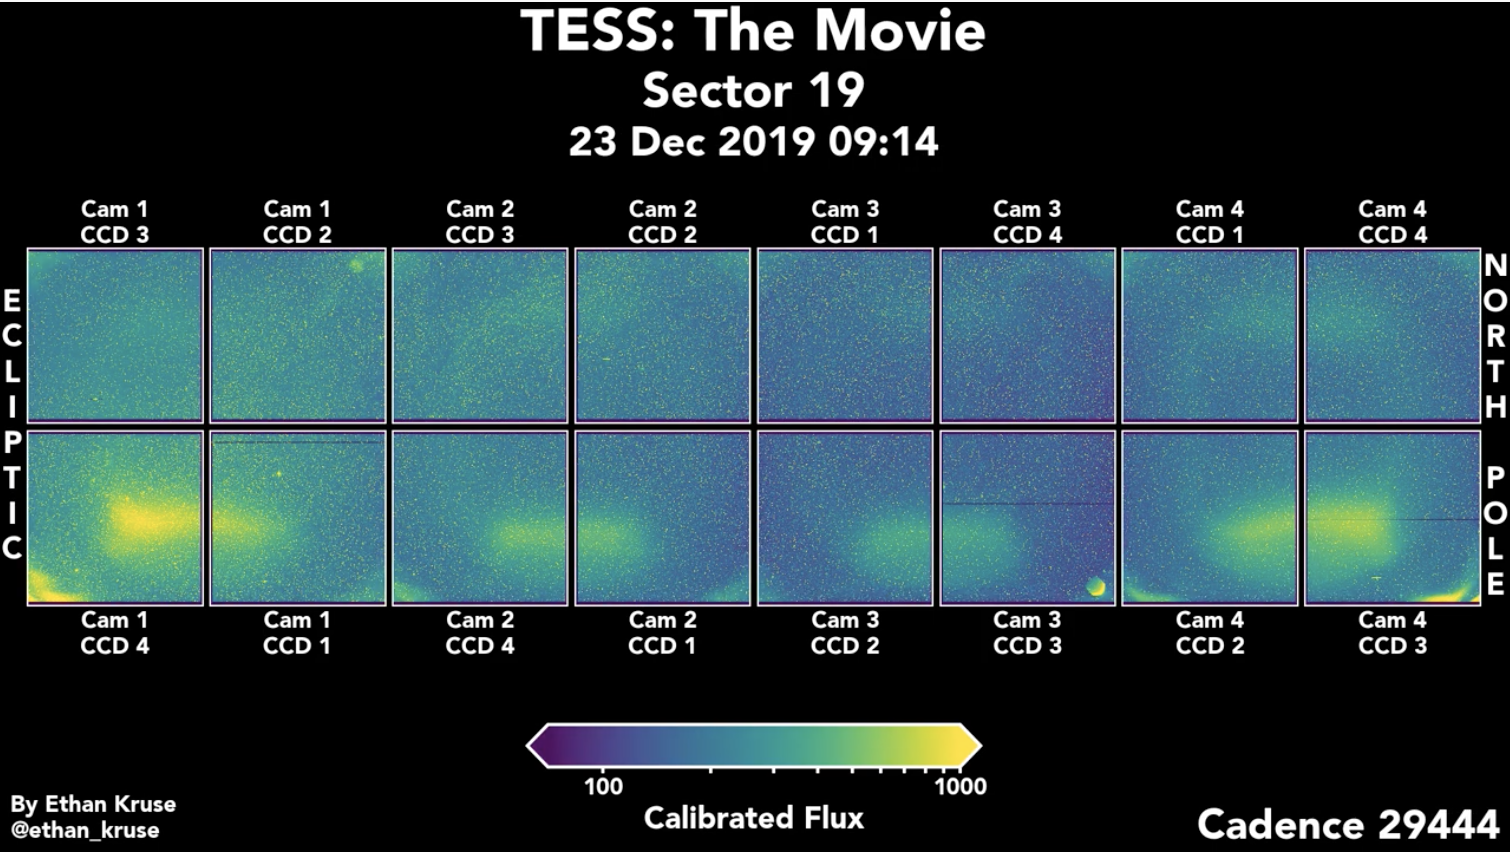 TESS: The Movie
Sector 19
23 Dec 2019 09:14
Cam 1
CCD 3
Cam 1
CCD 2
Cam 2
CCD 3
Cam 2
CCD 2
Cam 3
CCD 1
Cam 3
CCD 4
Cam 4
CCD 1
Cam 4
CCD 4
ECLIPTIC
NORTH POLE
Cam 1
CCD 4
Cam 1
CCD 1
Cam 2
CCD 4
Cam 2
CCD 1
Cam 3
CCD 2
Cam 3
CCD 3
Cam 4
CCD 2
Cam 4
CCD 3
100
1000
Calibrated Flux
By Ethan Kruse
@ethan_kruse
Cadence 29444